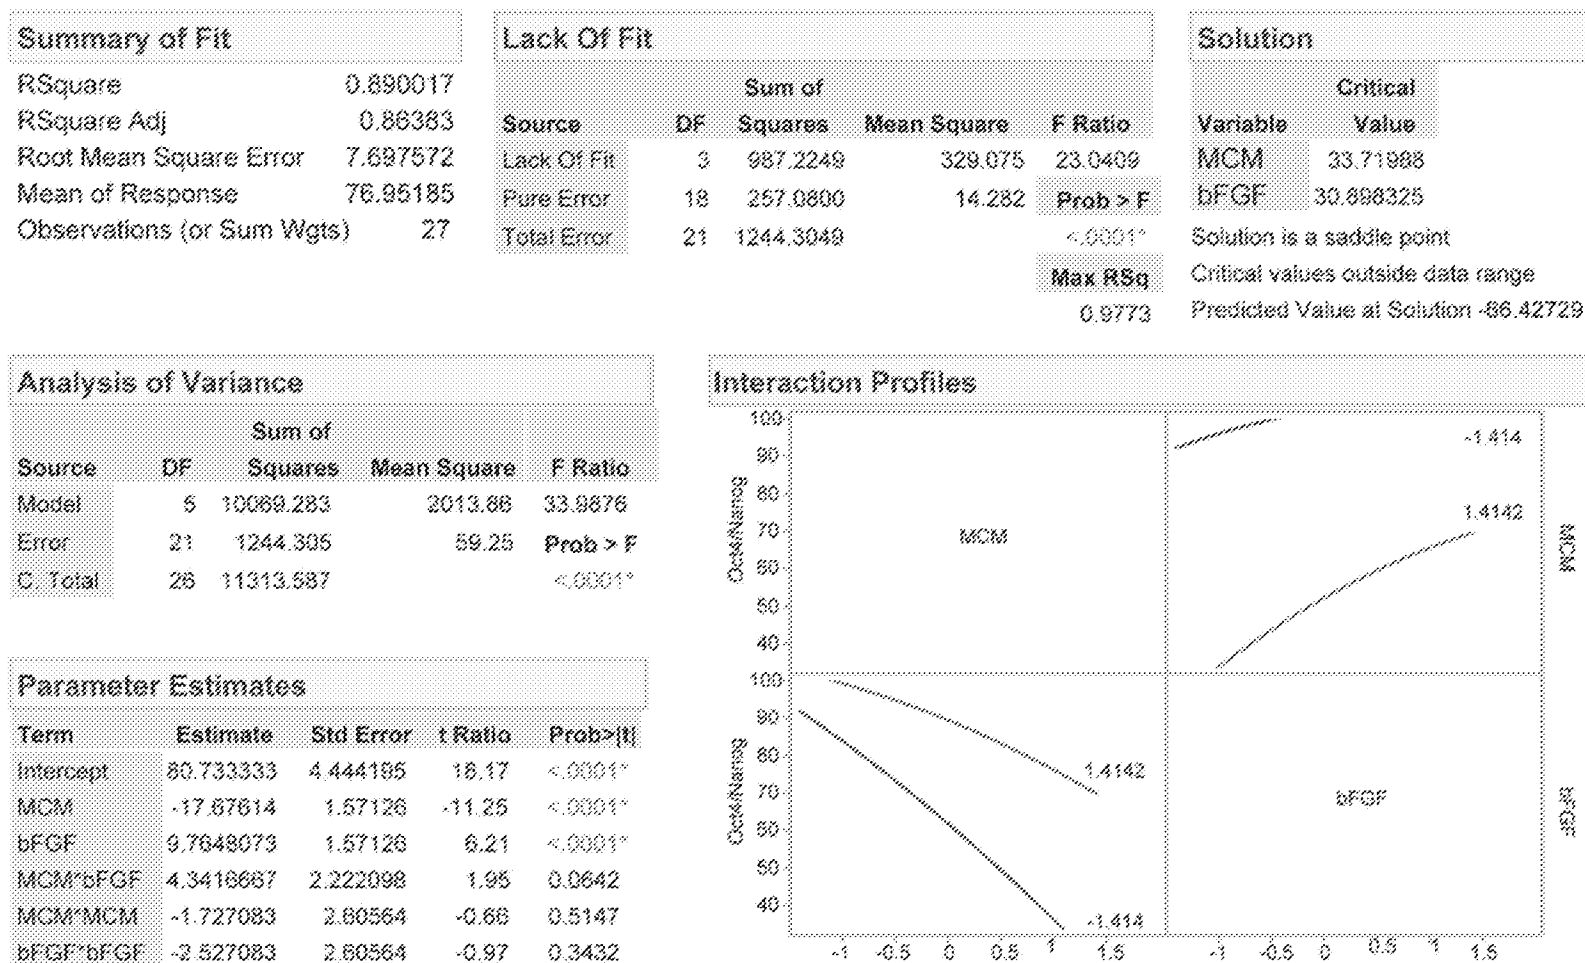 Summary of Fit
RSquare 0.890017
RSquare Adj 0.86383
Root Mean Square Error 7.697572
Mean of Response 76.95185
Observations (or Sum Wgts) 27
Lack Of Fit
Sum of
Source DF Squares Mean Square F Ratio
Lack Of Fit 3 987.2249 329.075 23.0409
Pure Error 18 257.0800 14.282 Prob > F
Total Error 21 1244.3049 <.0001*
Max RSq
0.9773
Solution
Critical
Variable Value
MCM 33.71988
bFGF 30.898325
Solution is a saddle point
Critical values outside data range
Predicted Value at Solution -66.42729
Analysis of Variance
Sum of
Source DF Squares Mean Square F Ratio
Model 5 10069.283 2013.86 33.9876
Error 21 1244.305 59.25 Prob > F
C. Total 26 11313.587 <.0001*
Parameter Estimates
Term Estimate Std Error t Ratio Prob>|t|
Intercept 80.733333 4.444195 18.17 <.0001*
MCM -17.67614 1.57126 -11.25 <.0001*
bFGF 9.7648073 1.57126 6.21 <.0001*
MCM*bFGF 4.3416667 2.222098 1.95 0.0642
MCM*MCM -1.727083 2.60564 -0.66 0.5147
bFGF*bFGF -2.527083 2.60564 -0.97 0.3432
Interaction Profiles
Oct4/Nanog
100
90
80
70
60
50
40
MCM
-1.414
1.4142
MCM
Oct4/Nanog
100
90
80
70
60
50
40
1.4142
-1.414
bFGF
bFGF
-1 -0.5 0 0.5 1 1.5
-1 -0.5 0 0.5 1 1.5